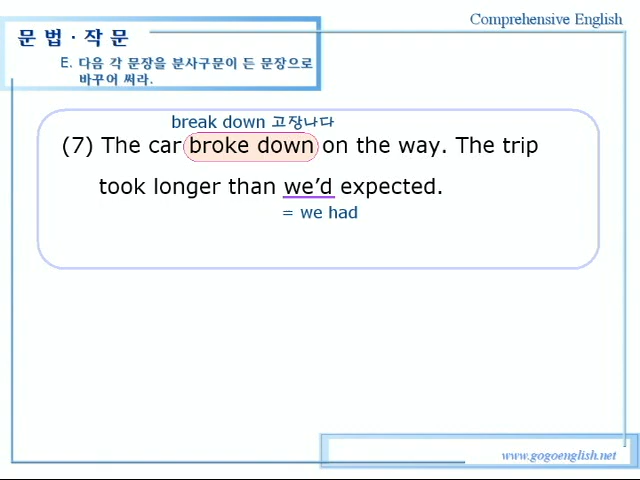 Comprehensive English
문법·작문
E. 다음 각 문장을 분사구문이 든 문장으로
바꾸어 써라.
break down 고장나다
(7) The car broke down on the way. The trip
took longer than we’d expected.
= we had
www.gogoenglish.net